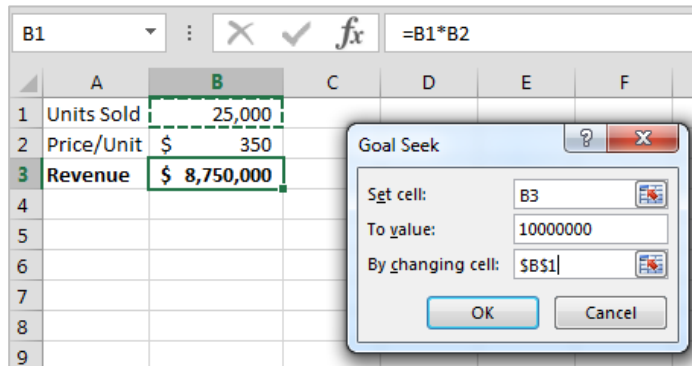 B1 fx =B1*B2
A B C D E F
1 Units Sold 25,000
2 Price/Unit $ 350
3 Revenue $ 8,750,000
4
5
6
7
8
9
Goal Seek ? X
Set cell: B3
To value: 10000000
By changing cell: $B$1
OK Cancel